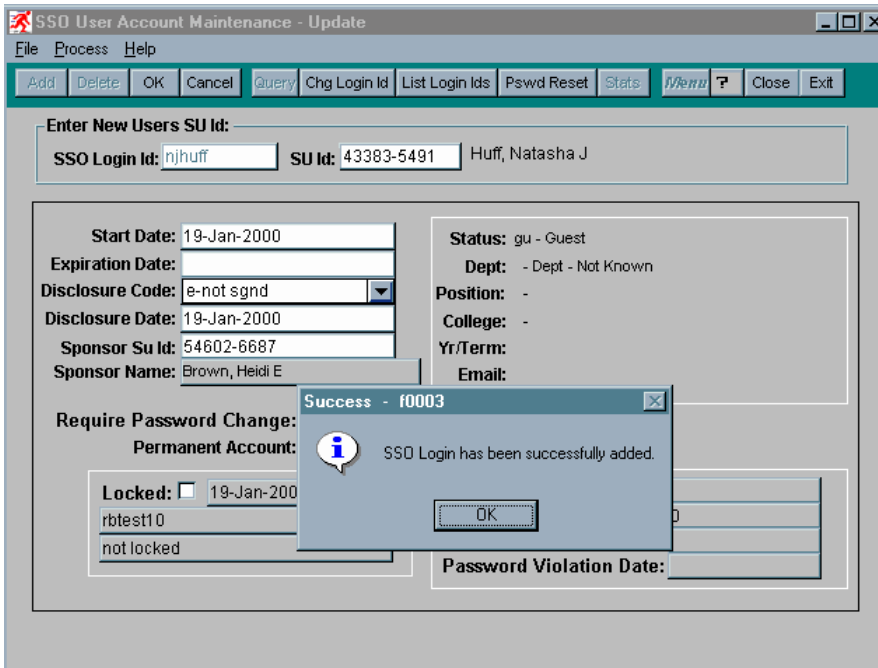 SSO User Account Maintenance - Update
File Process Help
Add Delete OK Cancel Query Chg Login Id List Login Ids Pswd Reset Stats Menu ? Close Exit
Enter New Users SU Id:
SSO Login Id: njhuff SU Id: 43383-5491 Huff, Natasha J
Start Date: 19-Jan-2000
Expiration Date:
Disclosure Code: e-not sgnd
Disclosure Date: 19-Jan-2000
Sponsor Su Id: 54602-6687
Sponsor Name: Brown, Heidi E
Require Password Change:
Permanent Account:
Locked: 19-Jan-200
rbtest10
not locked
Status: gu - Guest
Dept: - Dept - Not Known
Position: -
College: -
Yr/Term:
Email:
Success - f0003
SSO Login has been successfully added.
OK
Password Violation Date: